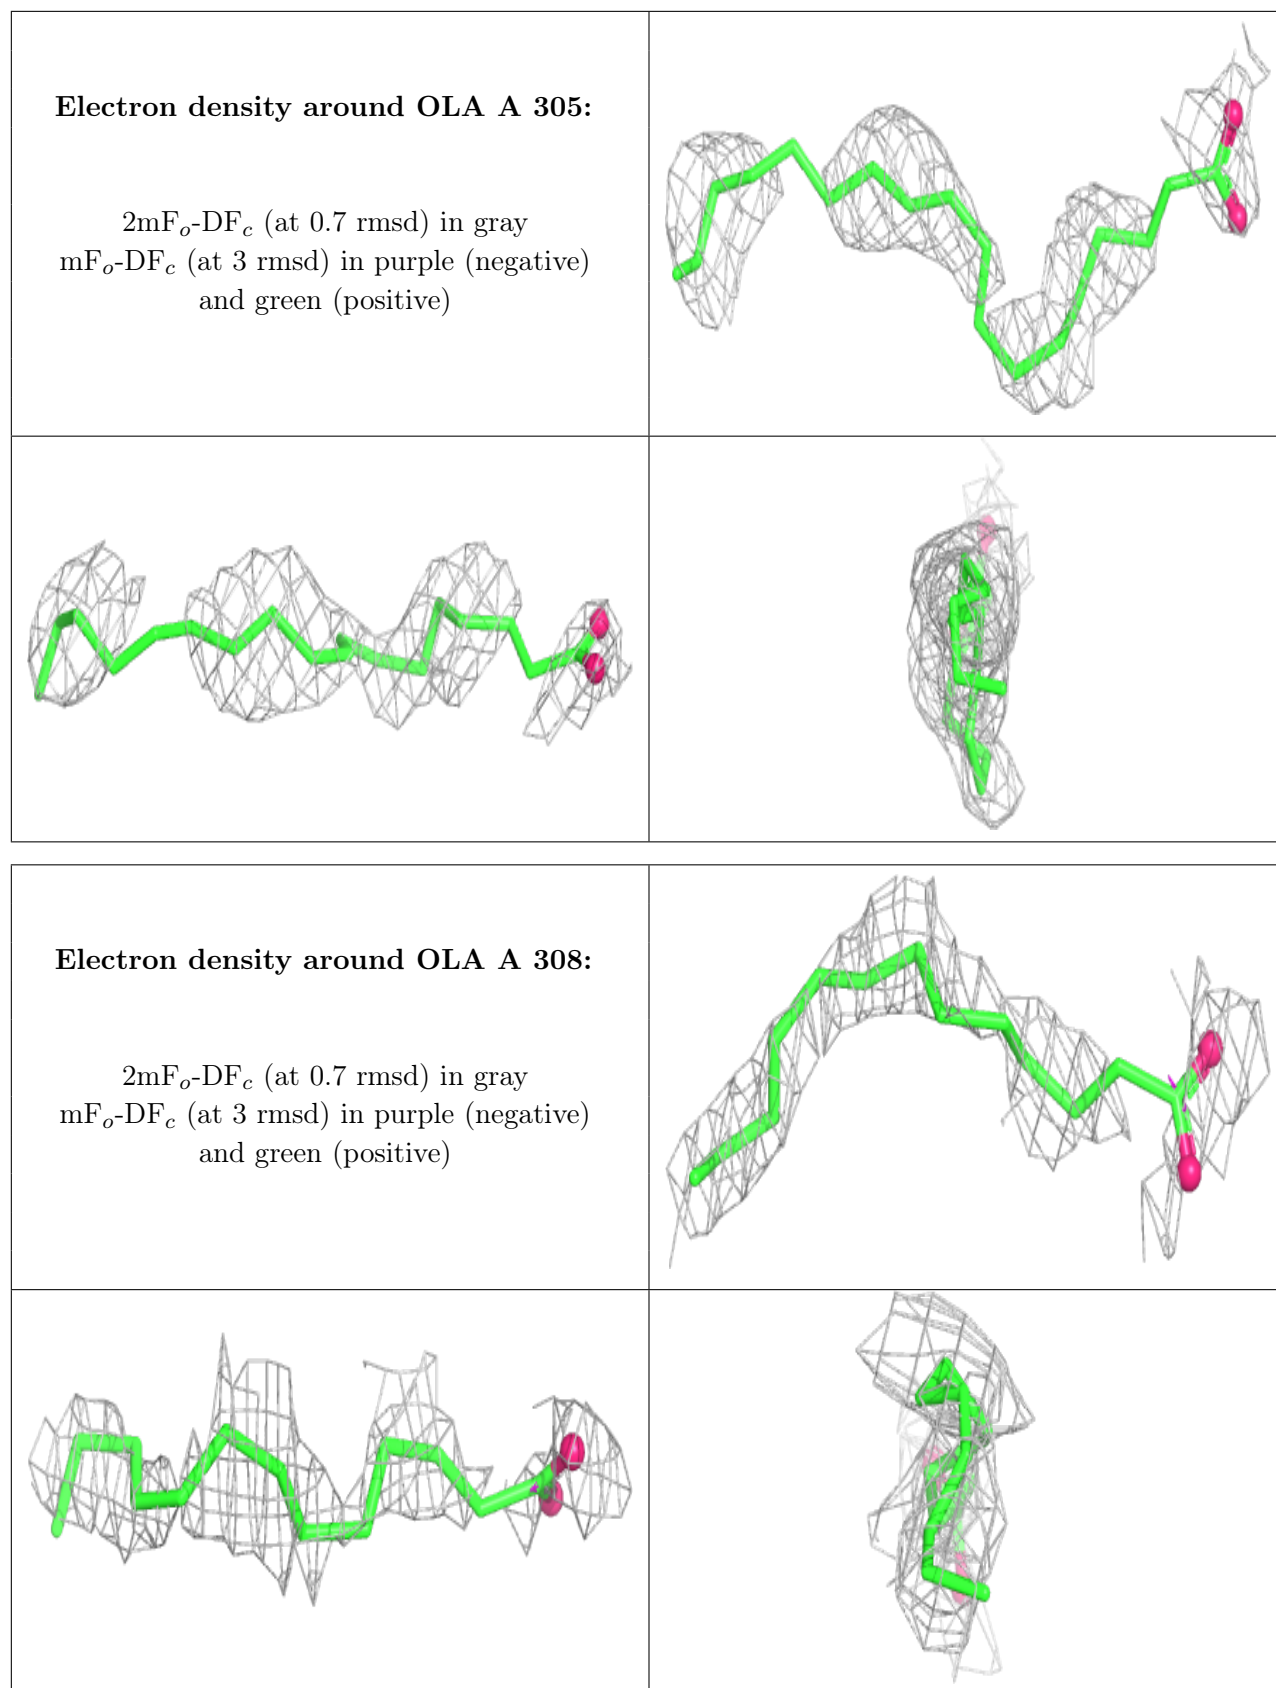 Electron density around OLA A 305:
2mFₒ-DF𝑐 (at 0.7 rmsd) in gray
mFₒ-DF𝑐 (at 3 rmsd) in purple (negative)
and green (positive)
Electron density around OLA A 308:
2mFₒ-DF𝑐 (at 0.7 rmsd) in gray
mFₒ-DF𝑐 (at 3 rmsd) in purple (negative)
and green (positive)